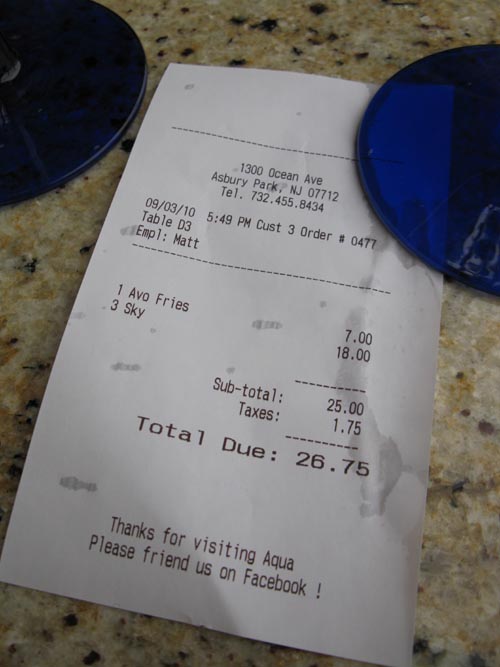 1300 Ocean Ave
Asbury Park, NJ 07712
Tel. 732.455.8434
09/03/10 5:49 PM Cust 3 Order # 0477
Table D3
Empl: Matt
1 Avo Fries 7.00
3 Sky 18.00
Sub-total: 25.00
Taxes: 1.75
Total Due: 26.75
Thanks for visiting Aqua
Please friend us on Facebook !